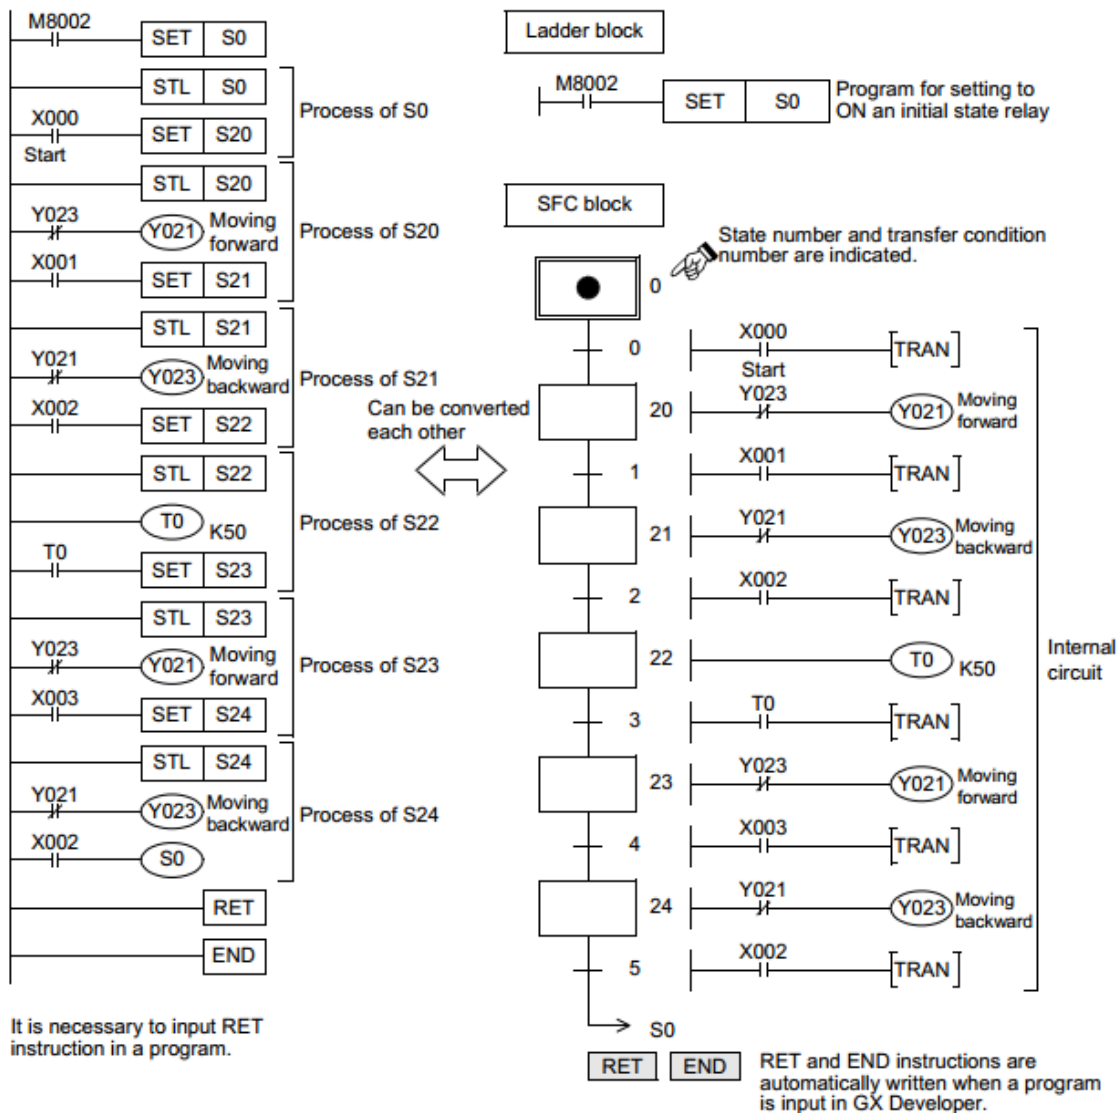 M8002
SET S0
STL S0
X000
SET S20
Start
Process of S0
STL S20
Y023
Y021 Moving
forward
X001
SET S21
Process of S20
STL S21
Y021
Y023 Moving
backward
X002
SET S22
Process of S21
STL S22
T0 K50
T0
SET S23
Process of S22
STL S23
Y023
Y021 Moving
forward
X003
SET S24
Process of S23
STL S24
Y021
Y023 Moving
backward
X002
S0
Process of S24
RET
END
It is necessary to input RET
instruction in a program.
Can be converted
each other
Ladder block
M8002
SET S0
Program for setting to
ON an initial state relay
SFC block
State number and transfer condition
number are indicated.
0
0
X000
TRAN
Start
20
Y023
Y021 Moving
forward
1
X001
TRAN
21
Y021
Y023 Moving
backward
2
X002
TRAN
22
T0 K50
3
T0
TRAN
23
Y023
Y021 Moving
forward
4
X003
TRAN
24
Y021
Y023 Moving
backward
5
X002
TRAN
Internal
circuit
S0
RET END
RET and END instructions are
automatically written when a program
is input in GX Developer.